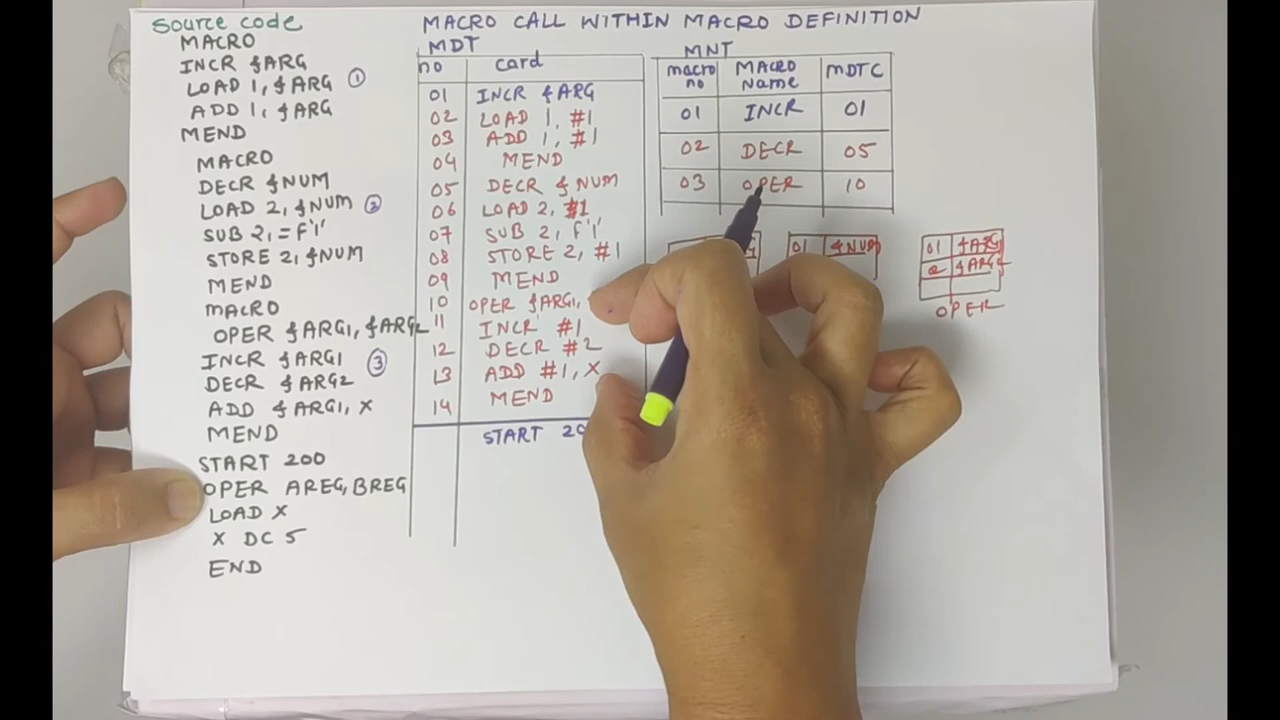 Source code
MACRO
INCR &ARG
LOAD 1, &ARG ①
ADD 1, &ARG
MEND
MACRO
DECR &NUM
LOAD 2, &NUM ②
SUB 2, = F'1'
STORE 2, &NUM
MEND
MACRO
OPER &ARG1, &ARG2
INCR &ARG1 ③
DECR &ARG2
ADD &ARG1, X
MEND
START 200
OPER AREG, BREG
LOAD X
X DC 5
END
MACRO CALL WITHIN MACRO DEFINITION
MDT
no card
01 INCR &ARG
02 LOAD 1, #1
03 ADD 1, #1
04 MEND
05 DECR & NUM
06 LOAD 2, #1
07 SUB 2, F'1'
08 STORE 2, #1
09 MEND
10 OPER &ARG1,
11 INCR #1
12 DECR #2
13 ADD #1, X
14 MEND
START
MNT
macro no MACRO Name MDTC
01 INCR 01
02 DECR 05
03 OPER 10
01 &NUM
01
&ARG2
OPER